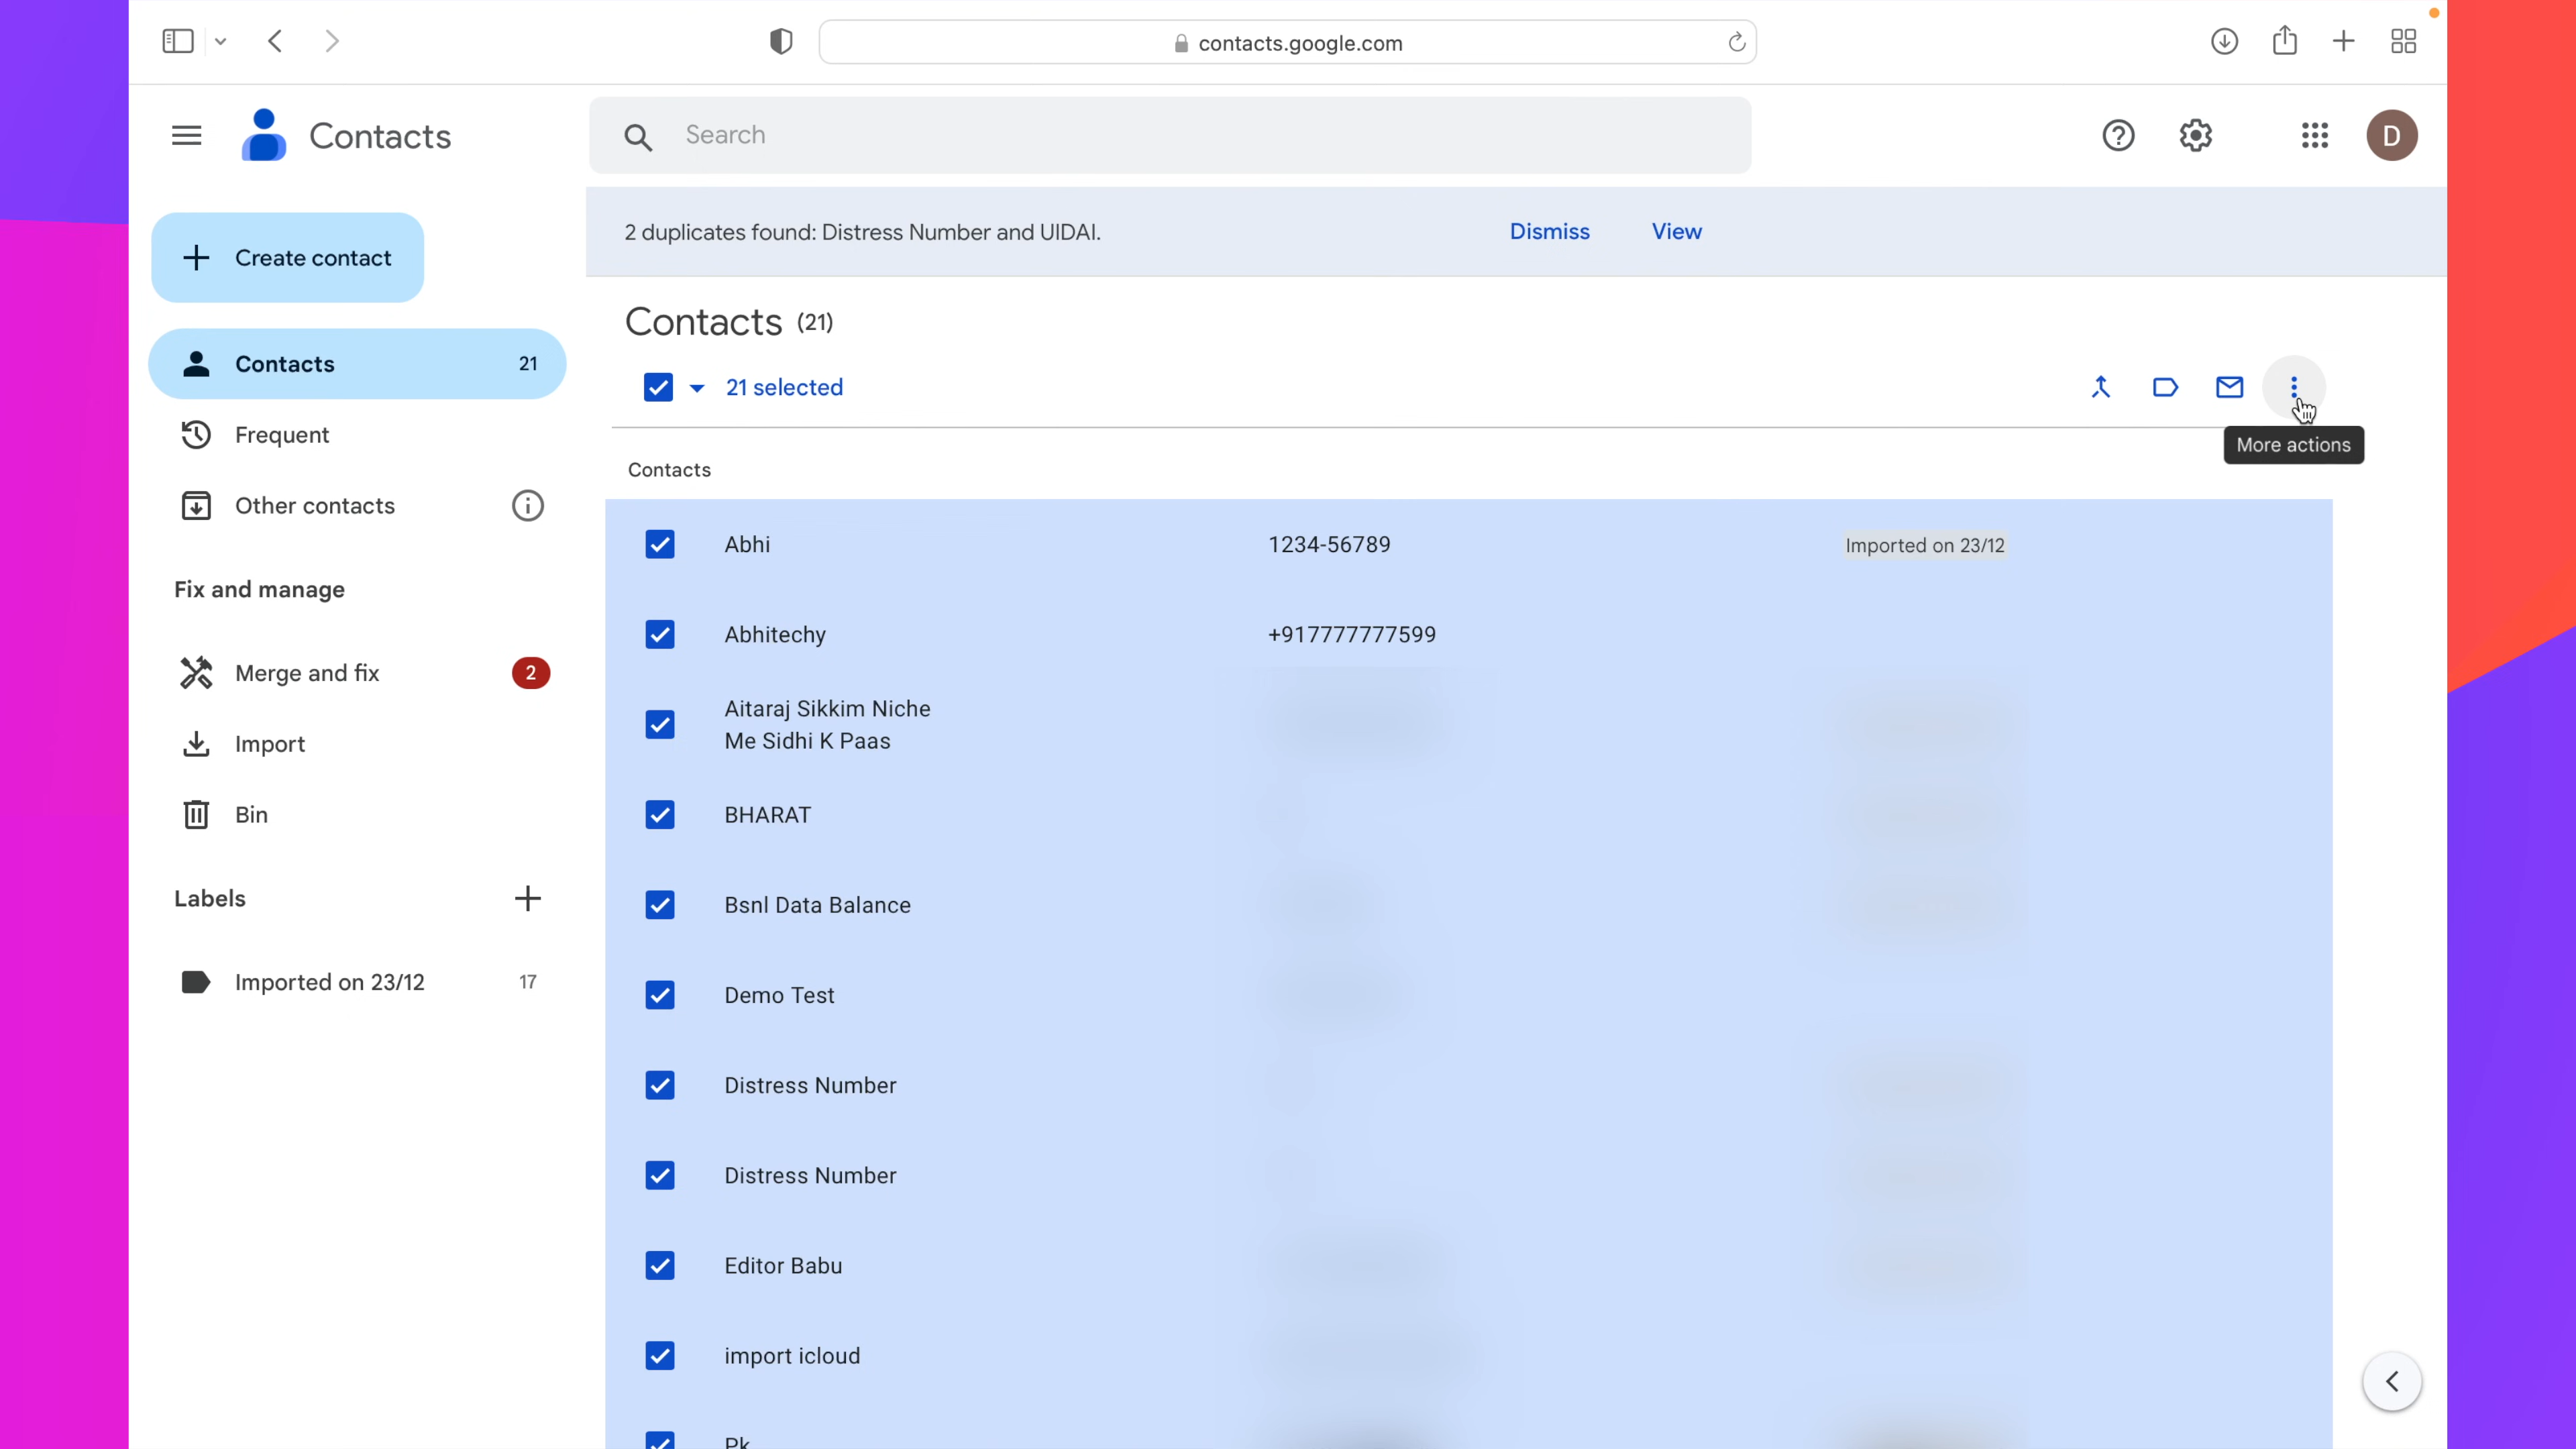 contacts.google.com
Contacts
Search
D
Create contact
2 duplicates found: Distress Number and UIDAI.
Dismiss
View
Contacts (21)
Contacts 21
21 selected
Frequent
More actions
Contacts
Other contacts
Abhi 1234-56789 Imported on 23/12
Fix and manage
Abhitechy +917777777599
Merge and fix 2
Aitaraj Sikkim Niche
Me Sidhi K Paas
Import
Bin
BHARAT
Labels
Bsnl Data Balance
Imported on 23/12 17
Demo Test
Distress Number
Distress Number
Editor Babu
import icloud
Pk